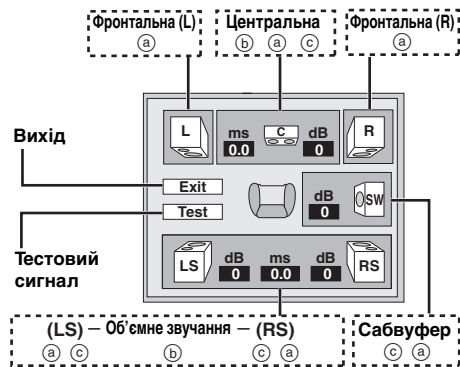 Фронтальна (L)
ⓐ
Центральна
ⓑ ⓐ ⓒ
Фронтальна (R)
ⓐ
L
ms
0.0
C
dB
0
R
Вихід
Exit
Test
dB
0
SW
Тестовий
сигнал
LS
dB
0
ms
0.0
dB
0
RS
(LS) – Об’ємне звучання – (RS)
ⓐ ⓒ ⓑ ⓒ ⓐ
Сабвуфер
ⓒ ⓐ